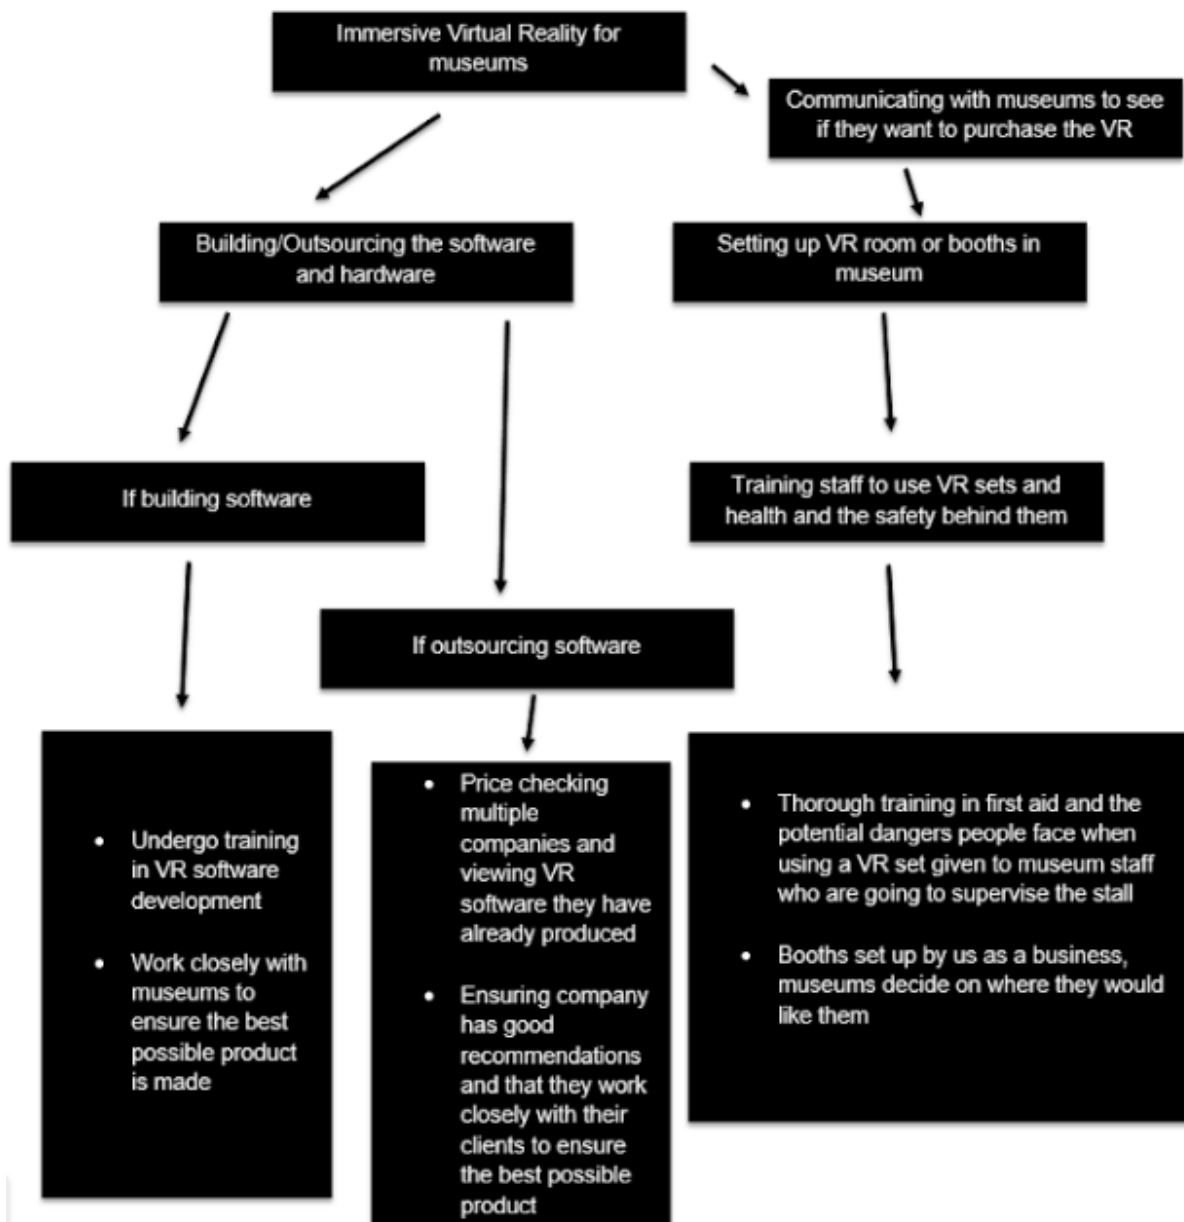 Immersive Virtual Reality for
museums
Communicating with museums to see
if they want to purchase the VR
Building/Outsourcing the software
and hardware
Setting up VR room or booths in
museum
If building software
Training staff to use VR sets and
health and the safety behind them
If outsourcing software
• Undergo training
in VR software
development
• Work closely with
museums to
ensure the best
possible product
is made
• Price checking
multiple
companies and
viewing VR
software they have
already produced
• Ensuring company
has good
recommendations
and that they work
closely with their
clients to ensure
the best possible
product
• Thorough training in first aid and the
potential dangers people face when
using a VR set given to museum staff
who are going to supervise the stall
• Booths set up by us as a business,
museums decide on where they would
like them